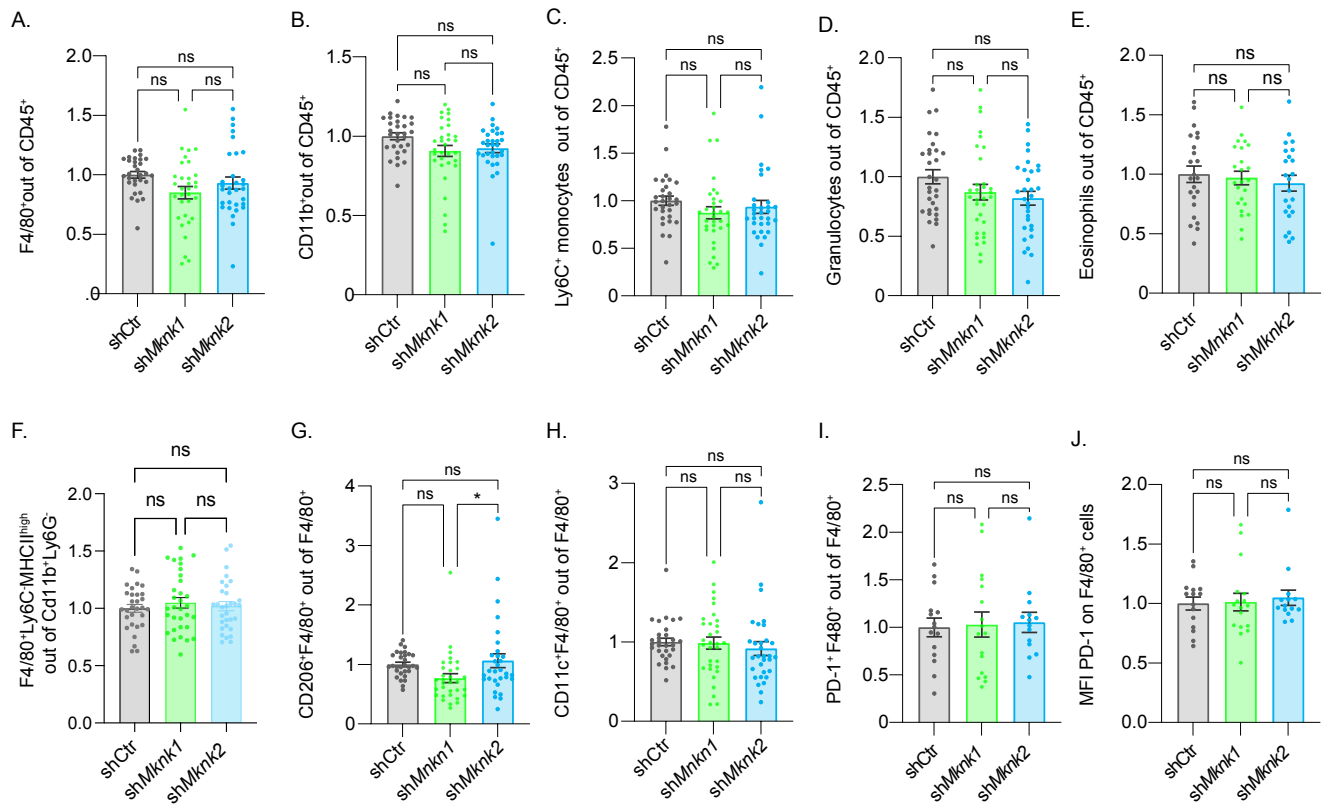 A.
F4/80⁺out of CD45⁺
2.0
1.5
1.0
0.5
.0
ns
ns
ns
shCtr
shMknk1
shMknk2
B.
CD11b⁺out of CD45⁺
1.5
1.0
0.5
0
ns
ns
ns
shCtr
shMknk1
shMknk2
C.
Ly6C⁺ monocytes out of CD45⁺
2.5
2.0
1.5
1.0
0.5
0.0
ns
ns
ns
shCtr
shMnkn1
shMknk2
D.
Granulocytes out of CD45⁺
2.0
1.5
1.0
0.5
0
ns
ns
ns
shCtr
shMnkn1
shMknk2
E.
Eosinophils out of CD45⁺
2.0
1.5
1.0
0.5
0
ns
ns
ns
shCtr
shMnkn1
shMknk2
F.
F4/80⁺Ly6C⁻MHCII^high
out of Cd11b⁺Ly6G⁻
2.0
1.5
1.0
0.5
0.0
ns
ns
ns
shCtr
shMknk1
shMknk2
G.
CD206⁺F4/80⁺ out of F4/80⁺
4
3
2
1
0
ns
ns
*
shCtr
shMnkn1
shMknk2
H.
CD11c⁺F4/80⁺ out of F4/80⁺
3
2
1
0
ns
ns
ns
shCtr
shMnkn1
shMknk2
I.
PD-1⁺ F480⁺ out of F4/80⁺
2.5
2.0
1.5
1.0
0.5
0.0
ns
ns
ns
shCtr
shMknk1
shMknk2
J.
MFI PD-1 on F4/80⁺ cells
2.0
1.5
1.0
0.5
0.0
ns
ns
ns
shCtr
shMknk1
shMknk2